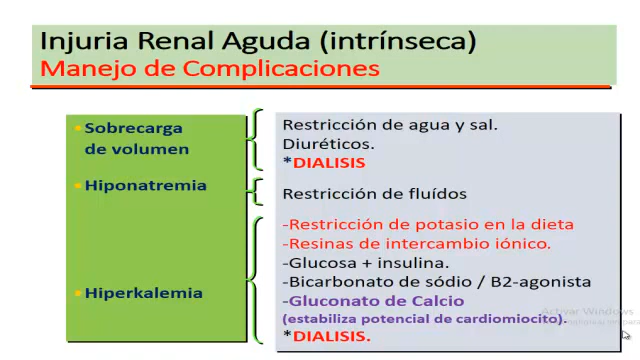 Injuria Renal Aguda (intrínseca)
Manejo de Complicaciones
• Sobrecarga
de volumen
Restricción de agua y sal.
Diuréticos.
*DIALISIS
• Hiponatremia
Restricción de fluídos
• Hiperkalemia
-Restricción de potasio en la dieta
-Resinas de intercambio iónico.
-Glucosa + insulina.
-Bicarbonato de sódio / B2-agonista
-Gluconato de Calcio
(estabiliza potencial de cardiomiocito).
*DIALISIS.
Activar Windows